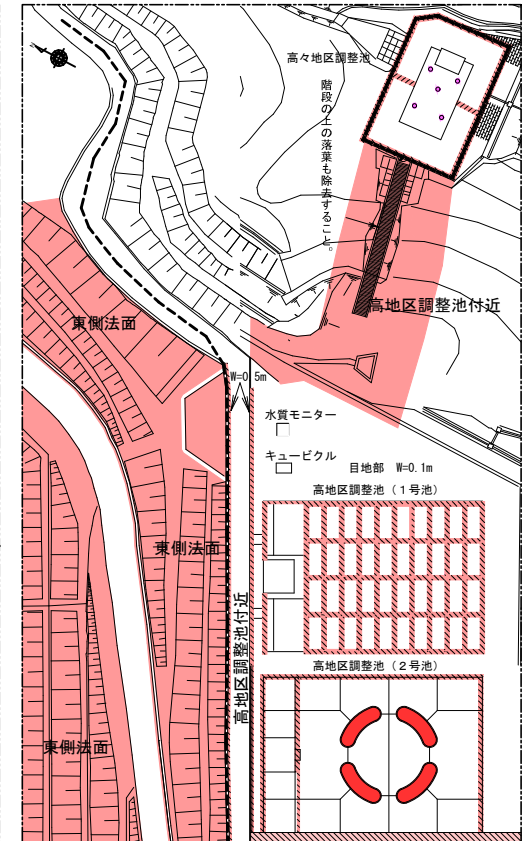 高々地区調整池
階段の上の落葉も除去すること。
高地区調整池付近
東側法面
W=0.5m
水質モニター
キュービクル
目地部 W=0.1m
高地区調整池（1号池）
東側法面
高地区調整池付近
高地区調整池（2号池）
東側法面